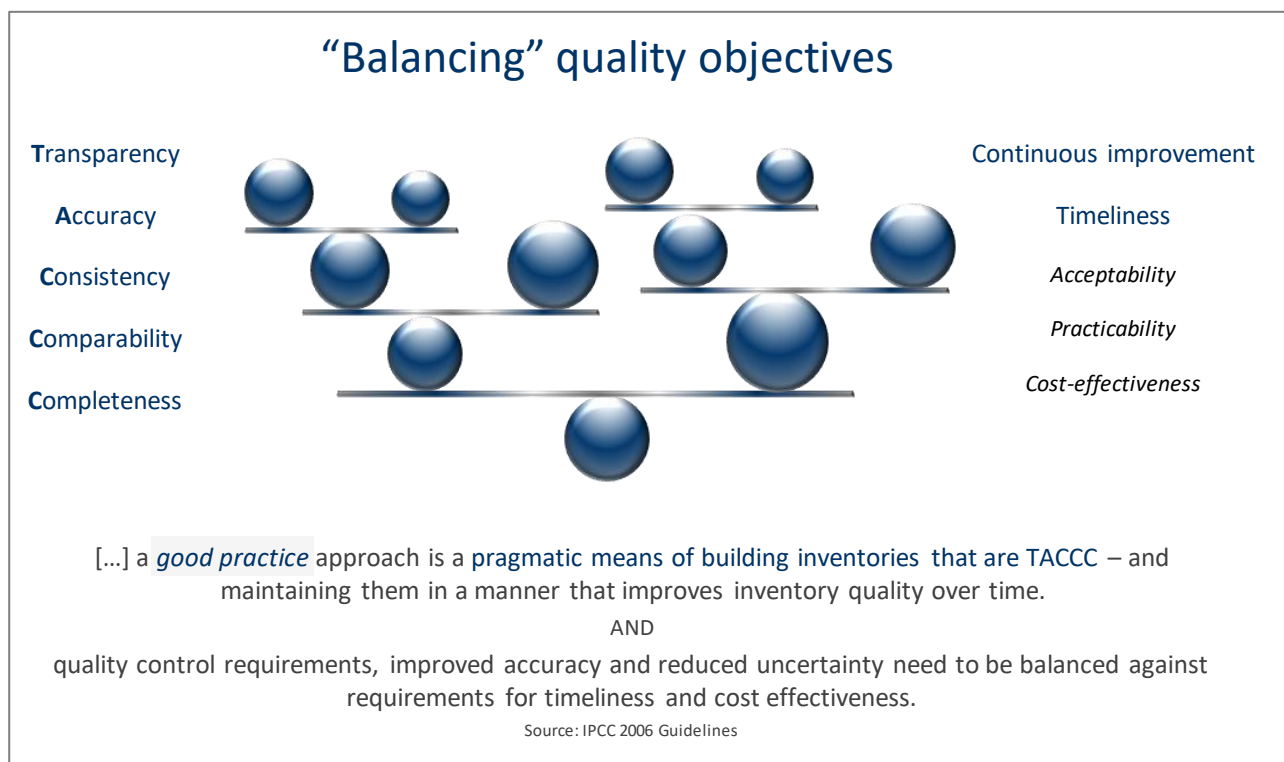 “Balancing” quality objectives
Transparency
Accuracy
Consistency
Comparability
Completeness
Continuous improvement
Timeliness
Acceptability
Practicability
Cost-effectiveness
[…] a good practice approach is a pragmatic means of building inventories that are TACCC – and
maintaining them in a manner that improves inventory quality over time.
AND
quality control requirements, improved accuracy and reduced uncertainty need to be balanced against
requirements for timeliness and cost effectiveness.
Source: IPCC 2006 Guidelines